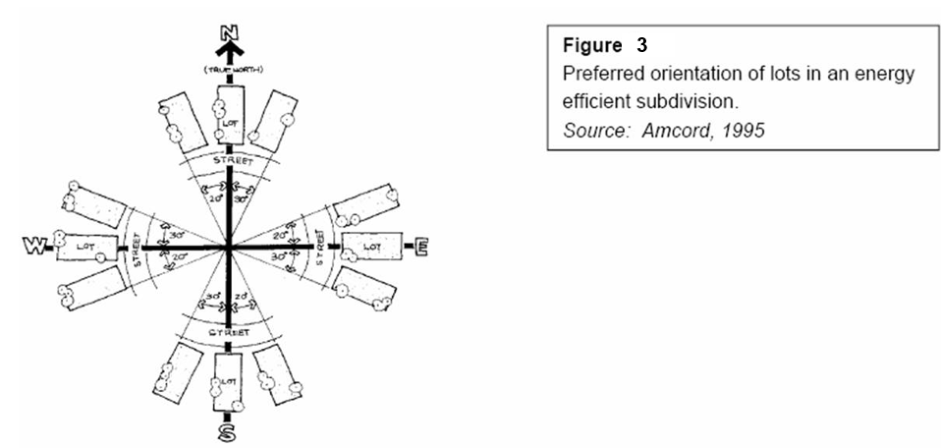 N
(TRUE NORTH)
LOT
STREET
20° 30°
30° 20°
W LOT STREET STREET LOT E
20° 30°
30° 20°
STREET
LOT
S
Figure 3
Preferred orientation of lots in an energy
efficient subdivision.
Source: Amcord, 1995